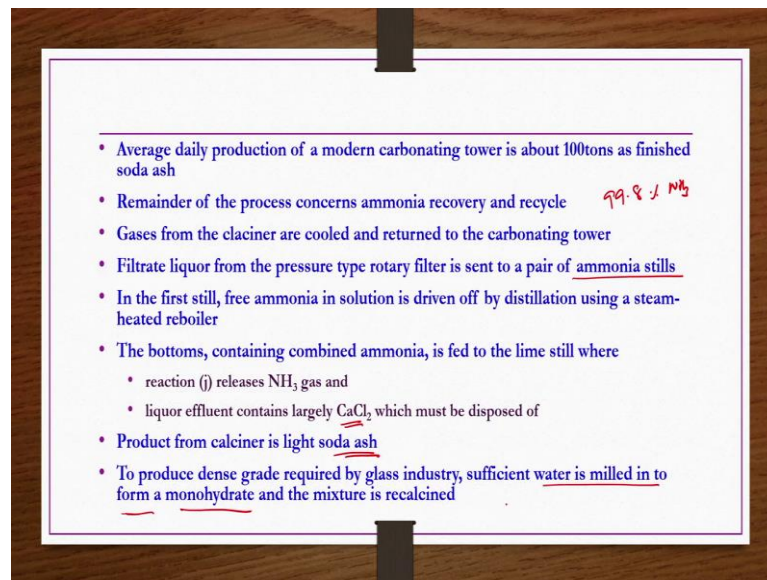 • Average daily production of a modern carbonating tower is about 100tons as finished
soda ash
• Remainder of the process concerns ammonia recovery and recycle
99.8 % NH3
• Gases from the claciner are cooled and returned to the carbonating tower
• Filtrate liquor from the pressure type rotary filter is sent to a pair of ammonia stills
• In the first still, free ammonia in solution is driven off by distillation using a steam-
heated reboiler
• The bottoms, containing combined ammonia, is fed to the lime still where
• reaction (j) releases NH₃ gas and
• liquor effluent contains largely CaCl₂ which must be disposed of
• Product from calciner is light soda ash
• To produce dense grade required by glass industry, sufficient water is milled in to
form a monohydrate and the mixture is recalcined